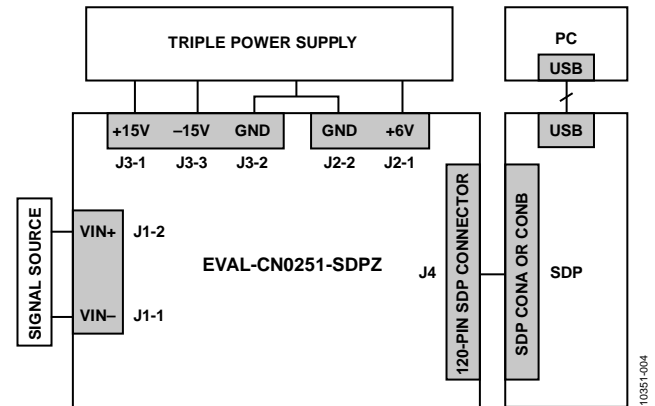 TRIPLE POWER SUPPLY
PC
USB
+15V
–15V
GND
GND
+6V
USB
J3-1
J3-3
J3-2
J2-2
J2-1
SIGNAL SOURCE
VIN+
J1-2
VIN–
J1-1
EVAL-CN0251-SDPZ
J4
120-PIN SDP CONNECTOR
SDP CONA OR CONB
SDP
10351-004